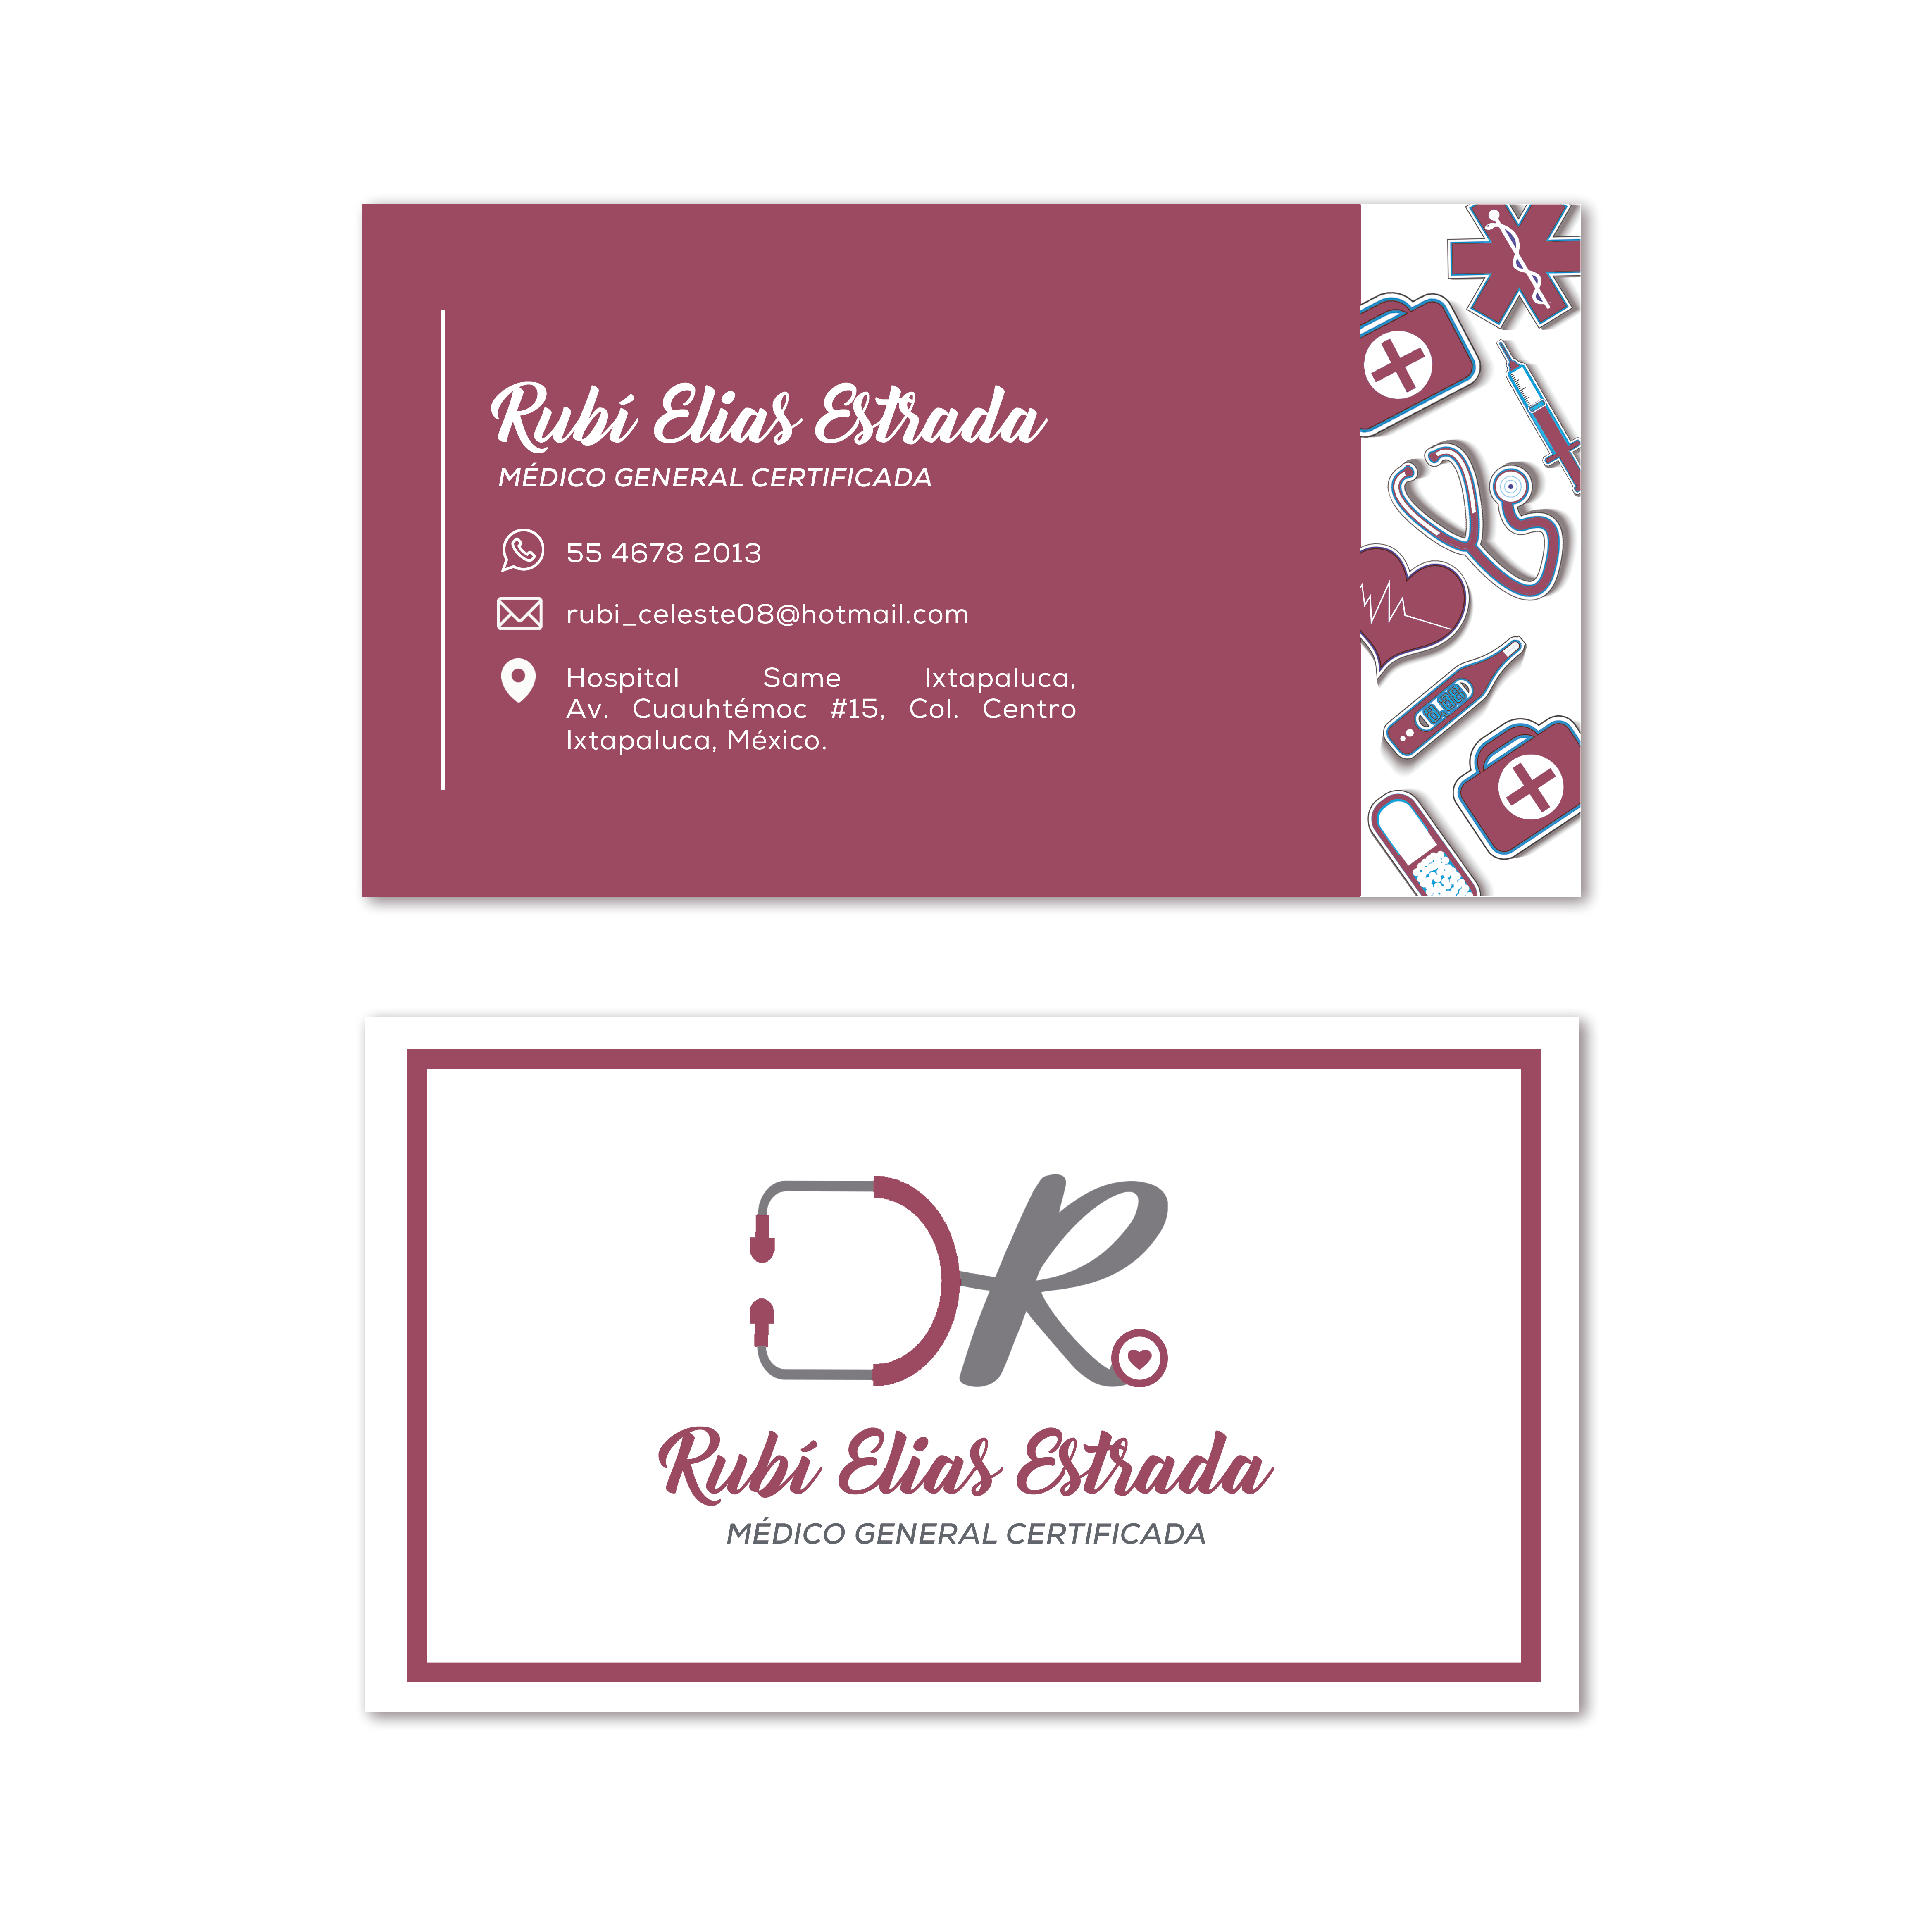 Rubí Elias Estrada
MÉDICO GENERAL CERTIFICADA
55 4678 2013
rubi_celeste08@hotmail.com
Hospital Same Ixtapaluca,
Av. Cuauhtémoc #15, Col. Centro
Ixtapaluca, México.
DR
Rubí Elias Estrada
MÉDICO GENERAL CERTIFICADA